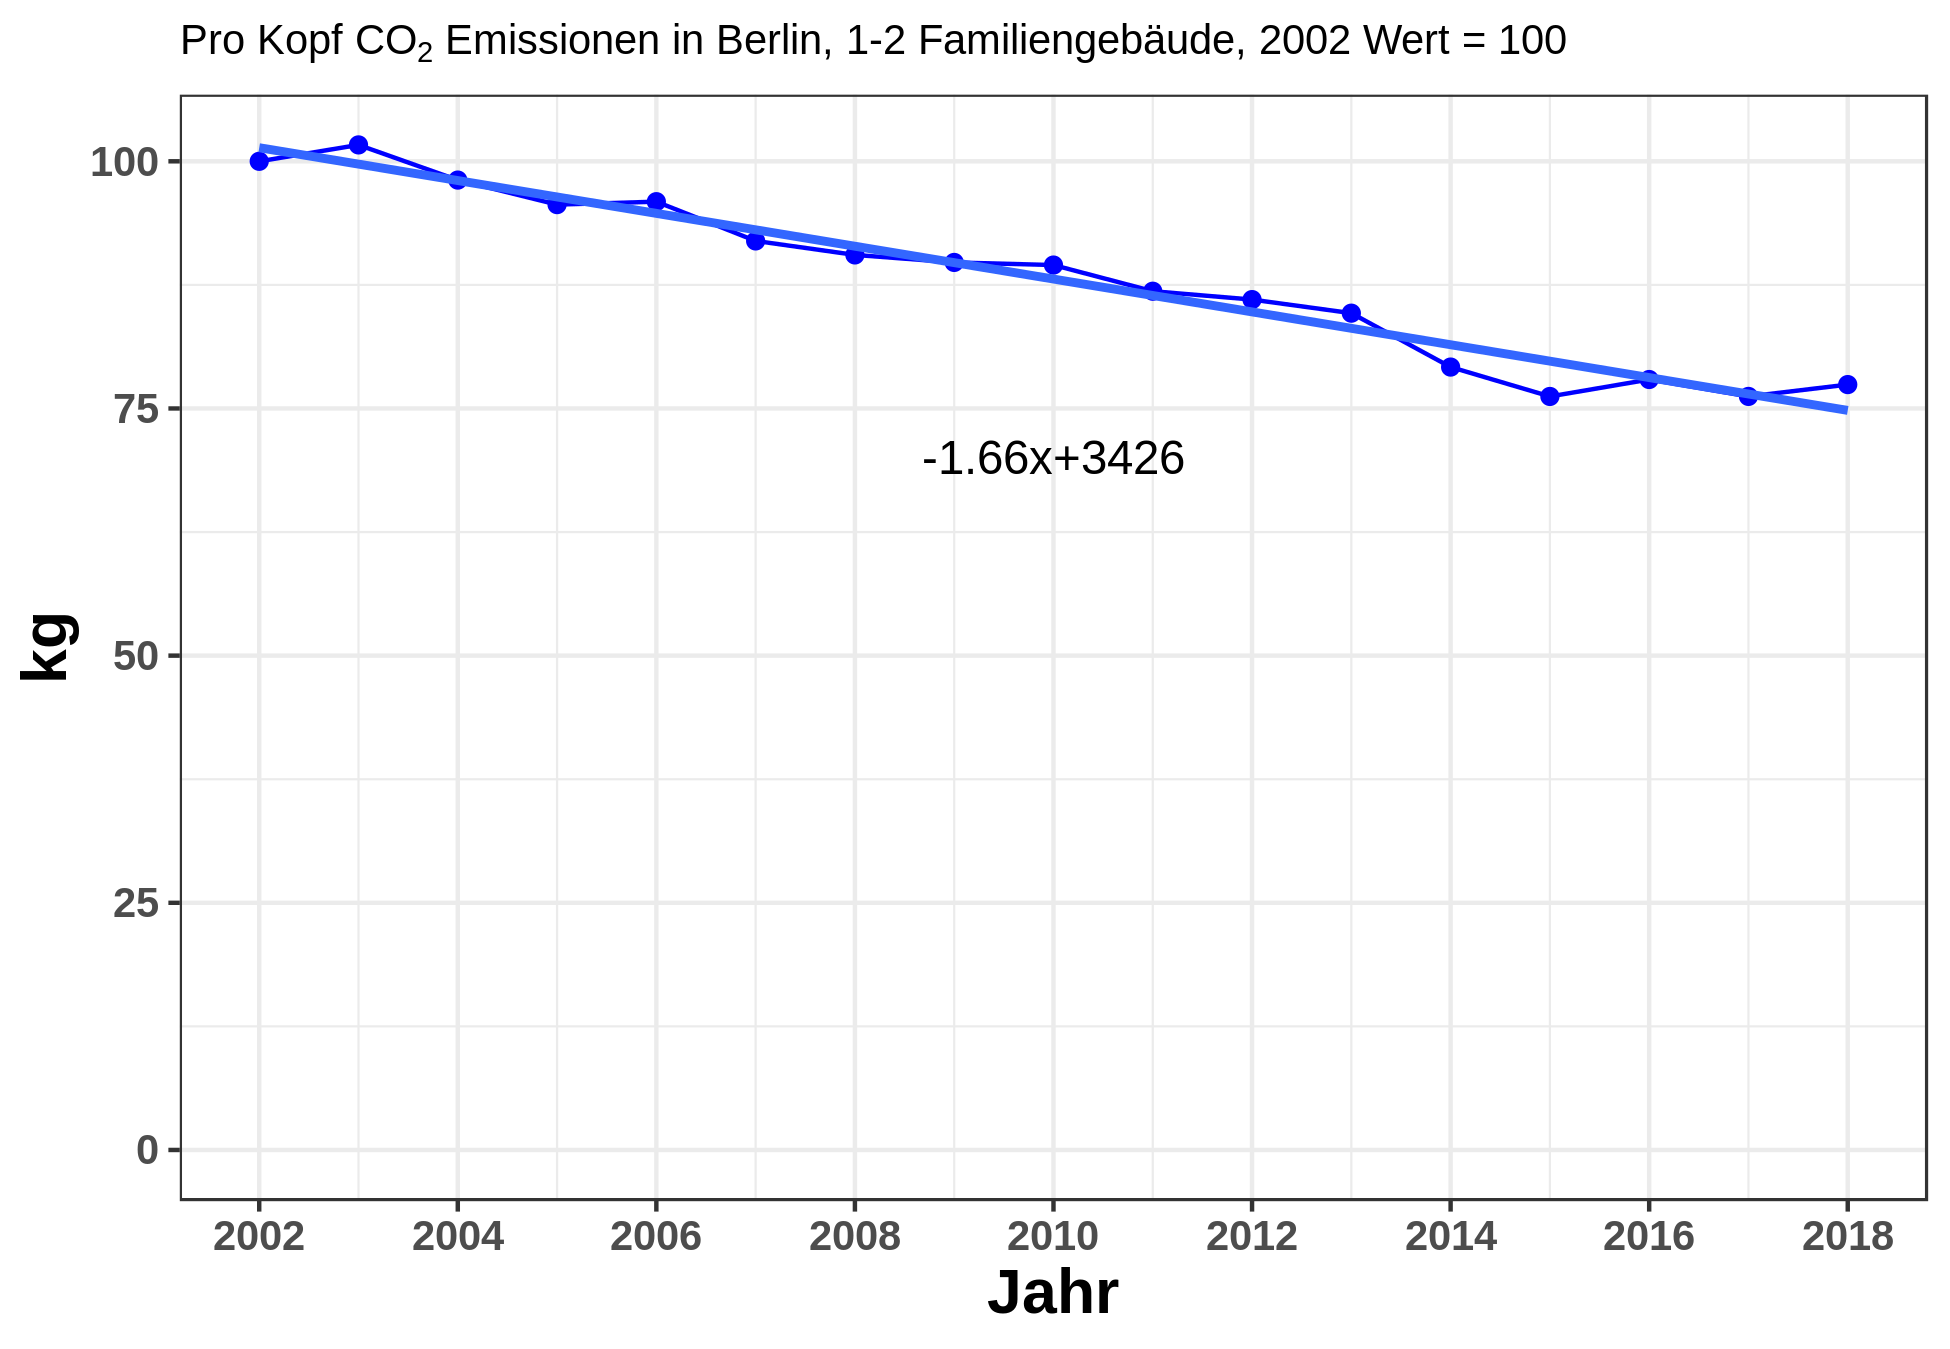 Pro Kopf CO₂ Emissionen in Berlin, 1-2 Familiengebäude, 2002 Wert = 100
100
75
-1.66x+3426
50
kg
25
0
2002 2004 2006 2008 2010 2012 2014 2016 2018
Jahr